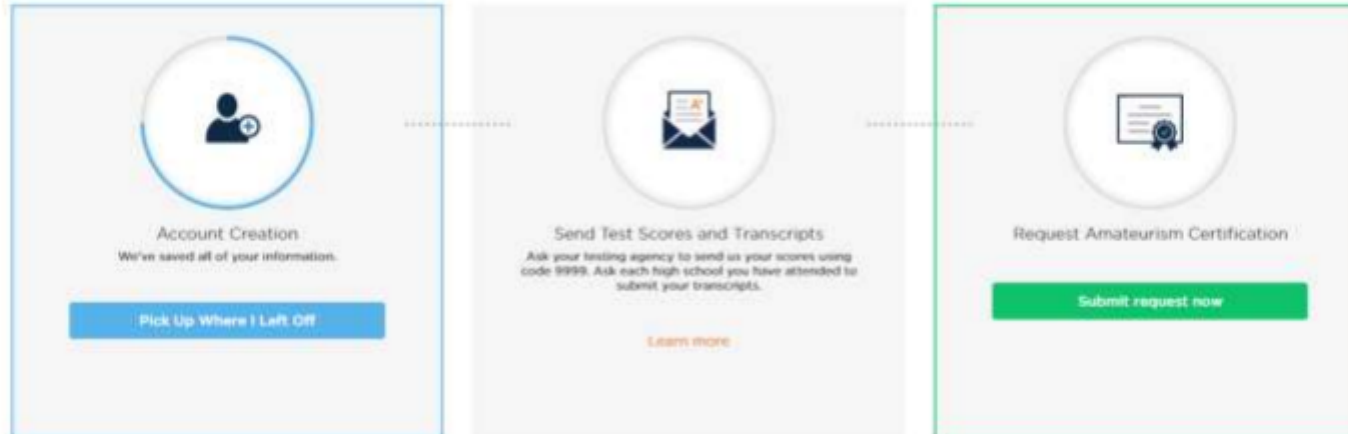 Account Creation
We've saved all of your information.
Pick Up Where I Left Off
A+
Send Test Scores and Transcripts
Ask your testing agency to send us your scores using
code 9999. Ask each high school you have attended to
submit your transcripts.
Learn more
Request Amateurism Certification
Submit request now